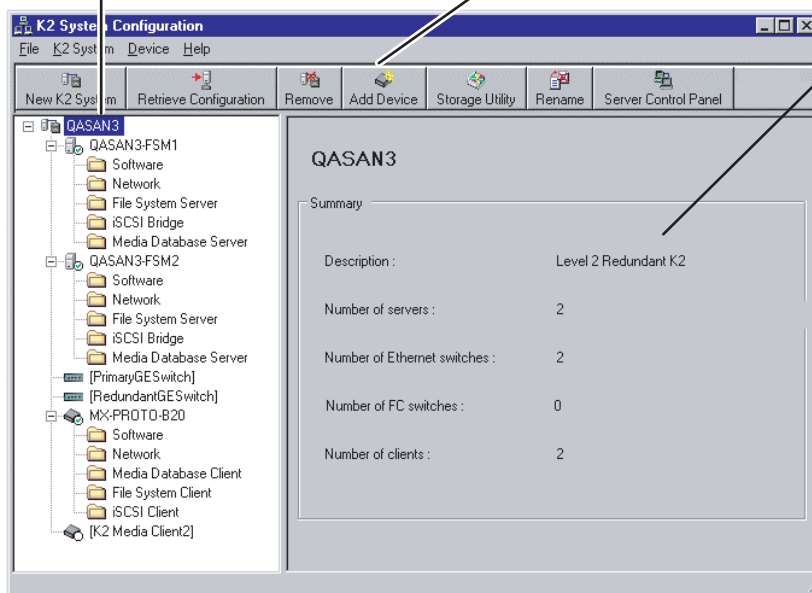 K2 System Configuration
File K2 System Device Help
New K2 System Retrieve Configuration Remove Add Device Storage Utility Rename Server Control Panel
QASAN3
QASAN3-FSM1
Software
Network
File System Server
iSCSI Bridge
Media Database Server
QASAN3-FSM2
Software
Network
File System Server
iSCSI Bridge
Media Database Server
[PrimaryGESwitch]
[RedundantGESwitch]
MX-PROTO-B20
Software
Network
Media Database Client
File System Client
iSCSI Client
[K2 Media Client2]
QASAN3
Summary
Description : Level 2 Redundant K2
Number of servers : 2
Number of Ethernet switches : 2
Number of FC switches : 0
Number of clients : 2